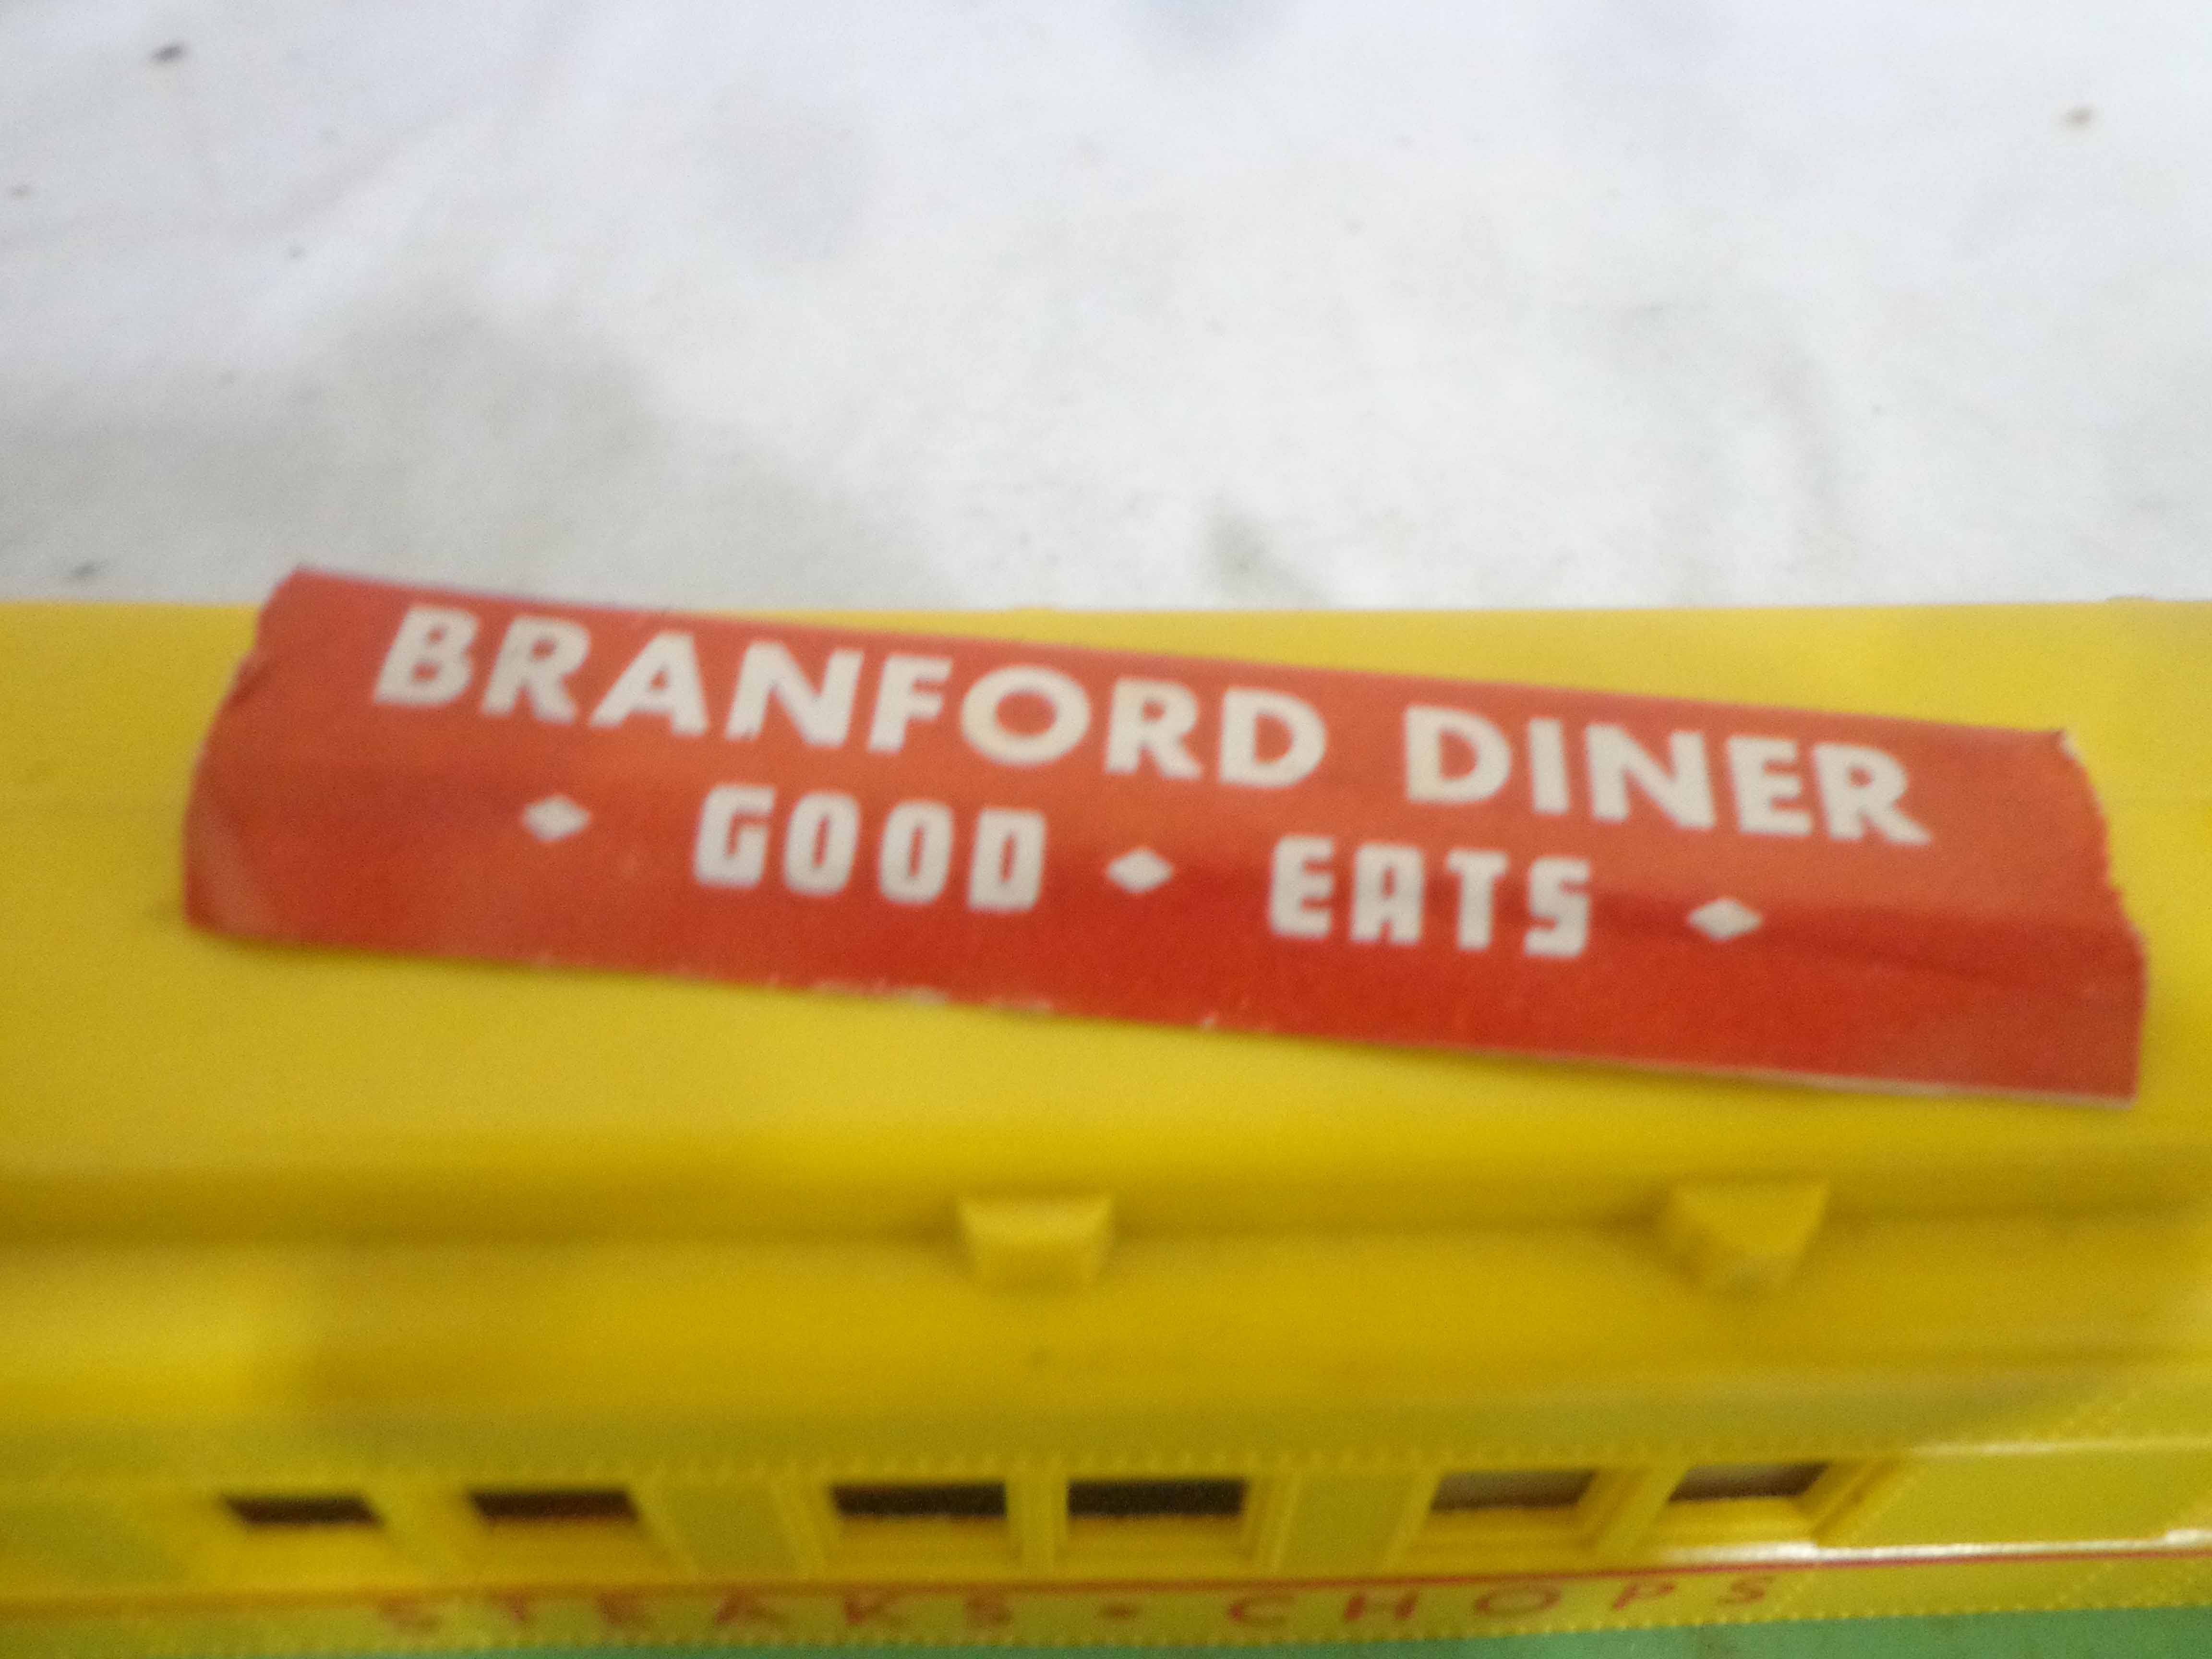 BRANFORD DINER
◆ GOOD ◆ EATS ◆
STEAKS • CHOPS